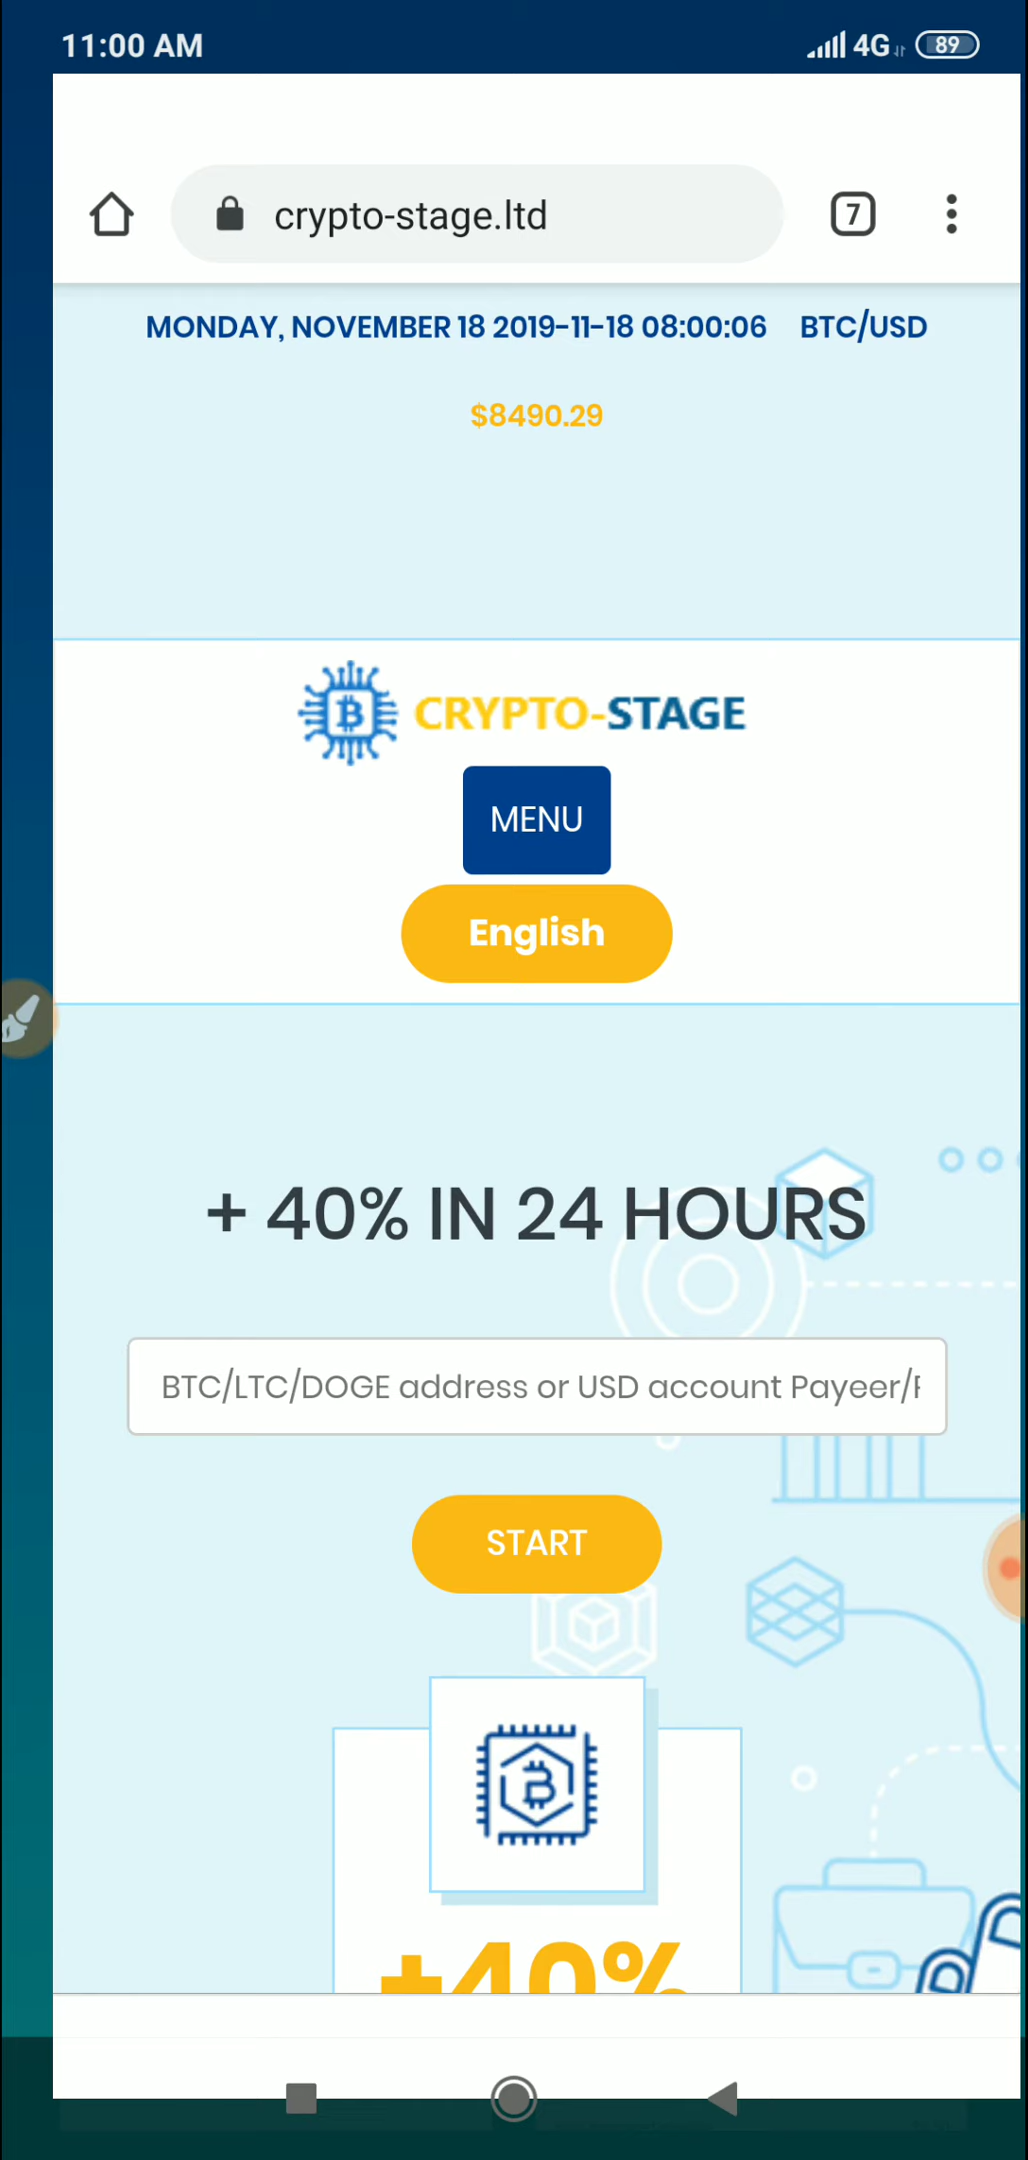 11:00 AM 4G 89
crypto-stage.ltd 7
MONDAY, NOVEMBER 18 2019-11-18 08:00:06 BTC/USD
$8490.29
CRYPTO-STAGE
MENU
English
+ 40% IN 24 HOURS
BTC/LTC/DOGE address or USD account Payeer/
START
+40%